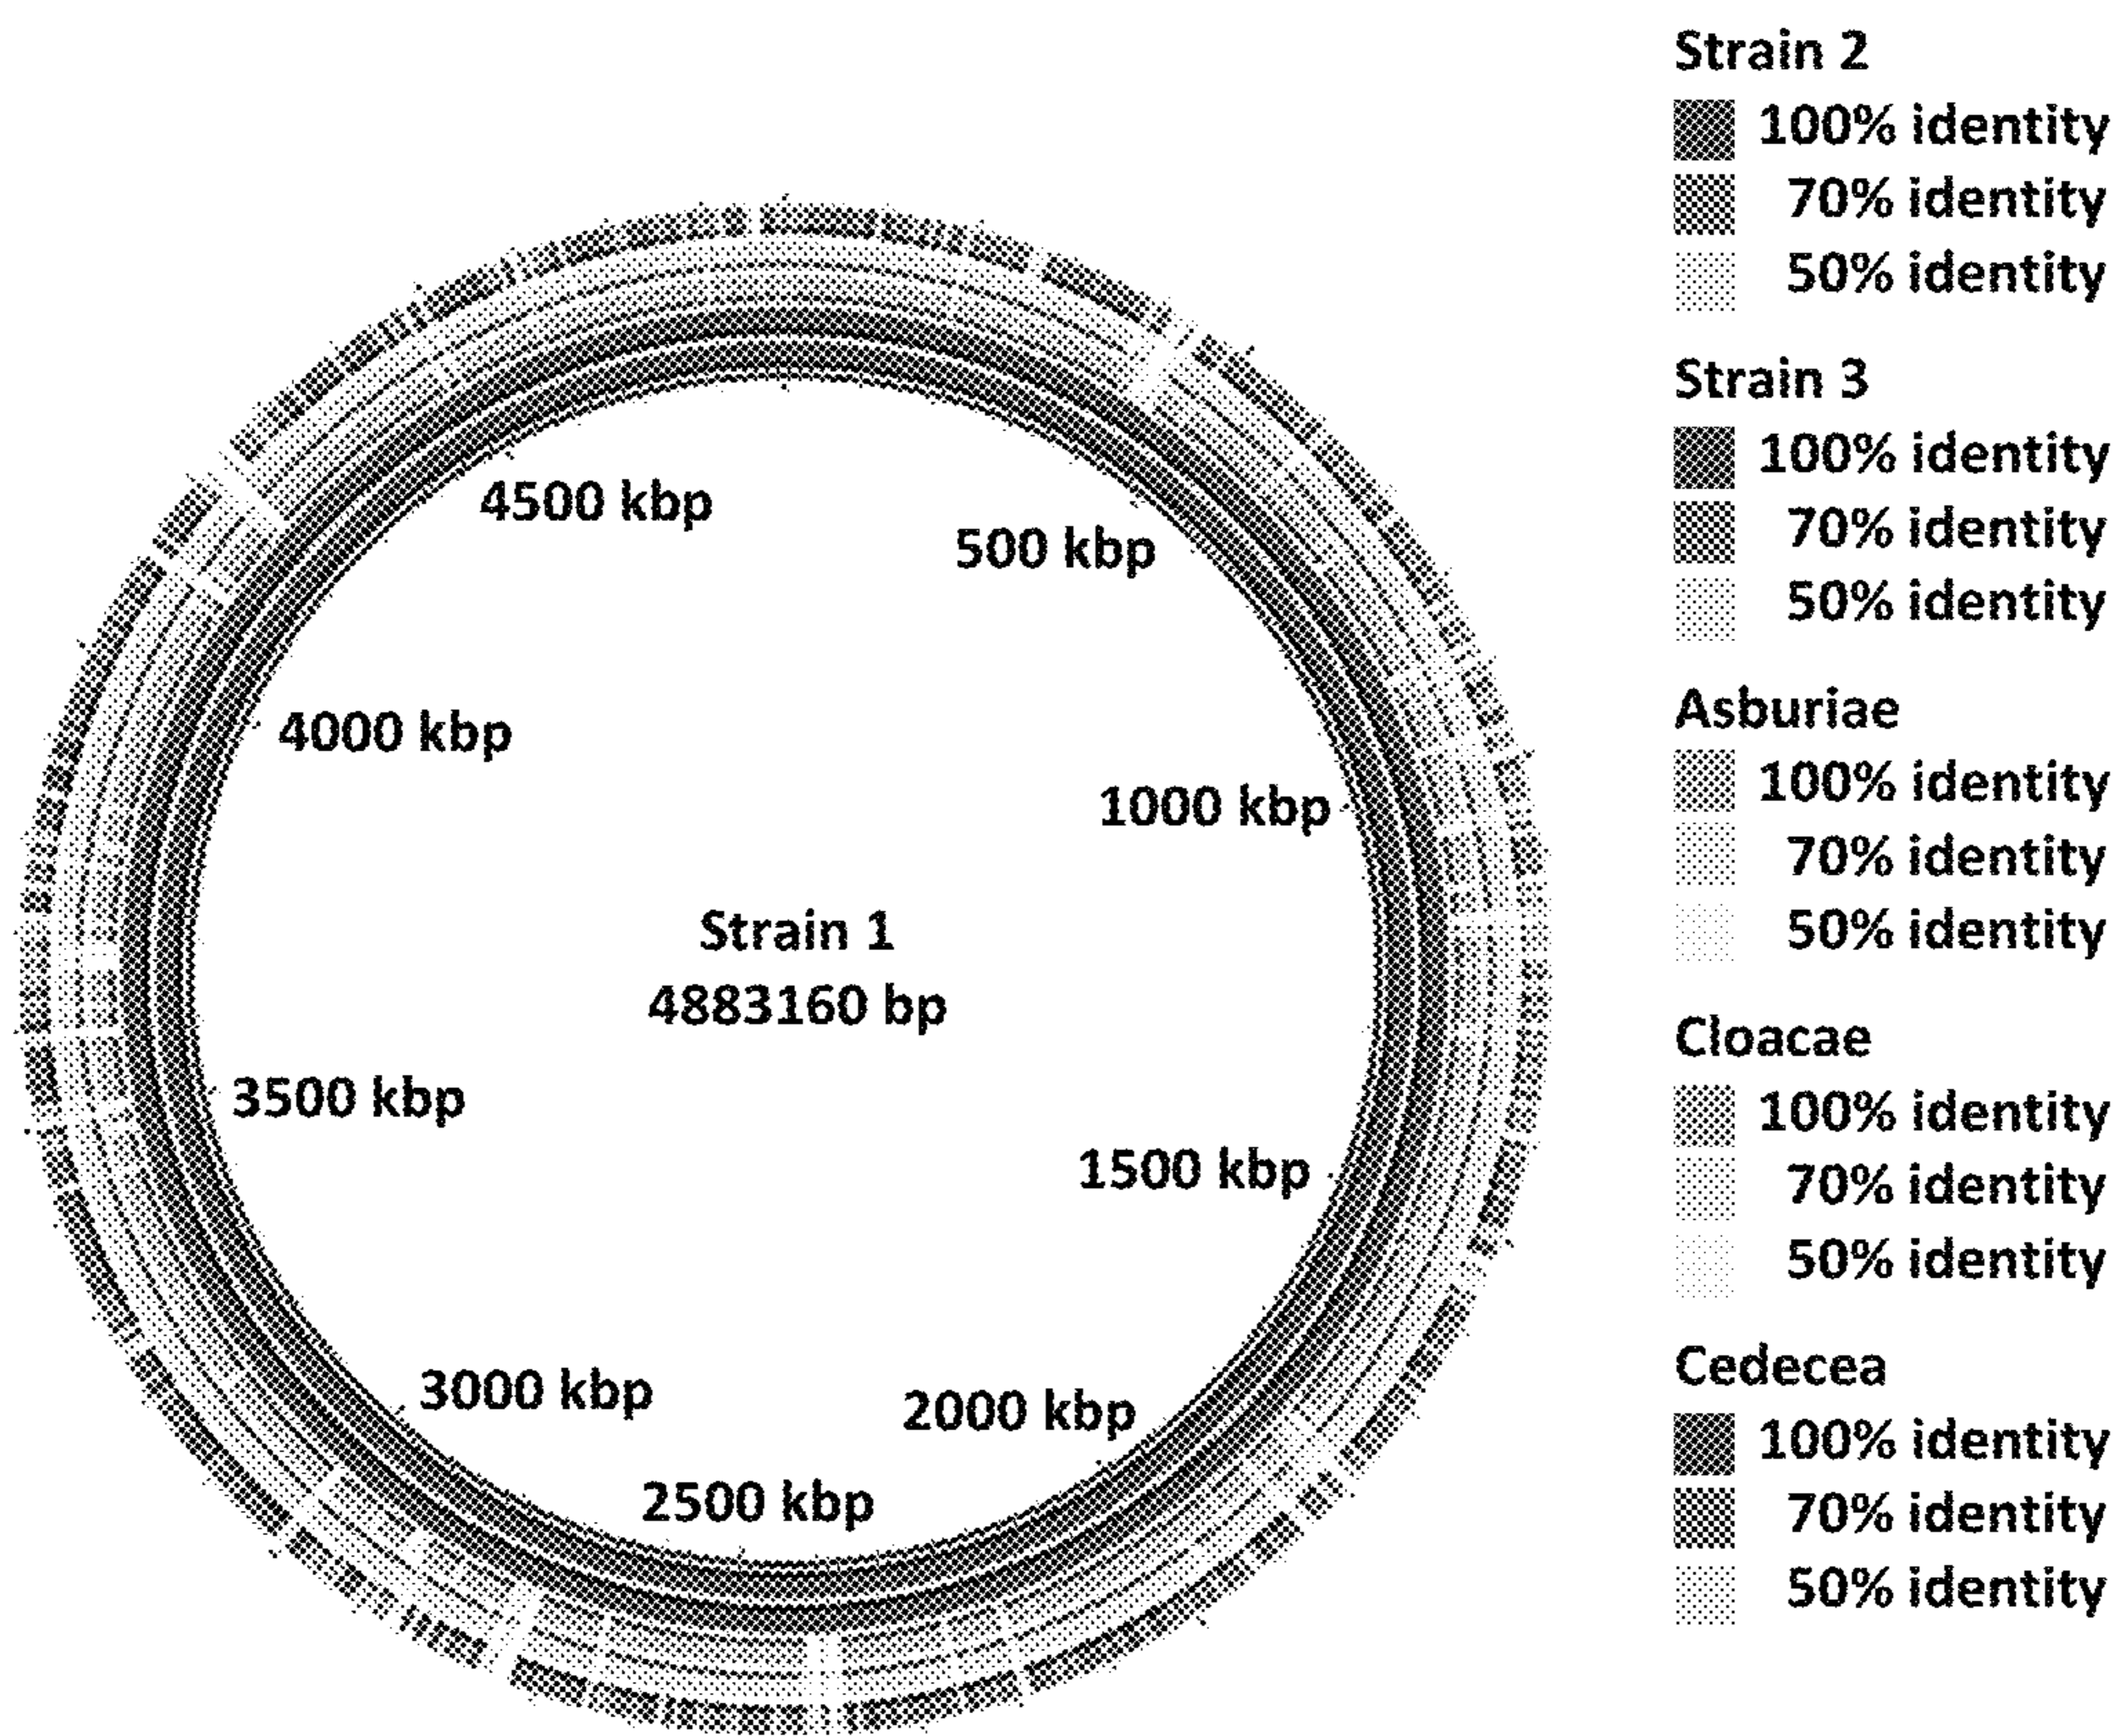 Strain 2
100% identity
70% identity
50% identity
Strain 3
100% identity
70% identity
50% identity
Asburiae
100% identity
70% identity
50% identity
Cloacae
100% identity
70% identity
50% identity
Cedecea
100% identity
70% identity
50% identity
4500 kbp
500 kbp
4000 kbp
1000 kbp
Strain 1
4883160 bp
3500 kbp
1500 kbp
3000 kbp
2000 kbp
2500 kbp